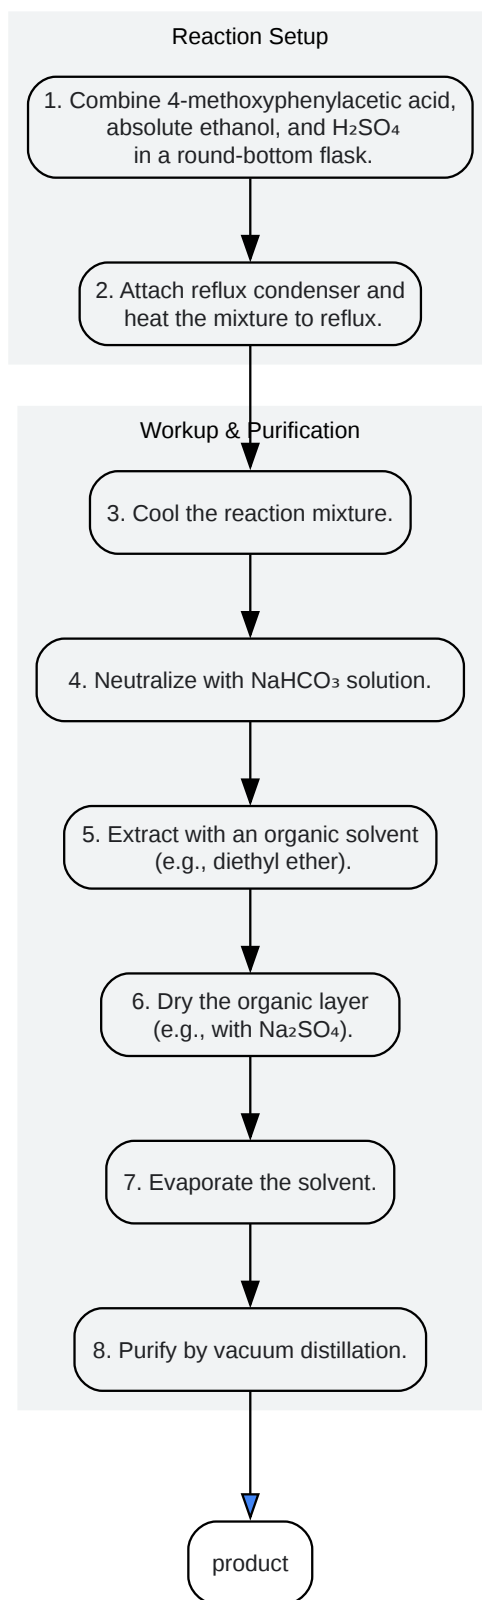 Reaction Setup
1. Combine 4-methoxyphenylacetic acid,
absolute ethanol, and H₂SO₄
in a round-bottom flask.
2. Attach reflux condenser and
heat the mixture to reflux.
Workup & Purification
3. Cool the reaction mixture.
4. Neutralize with NaHCO₃ solution.
5. Extract with an organic solvent
(e.g., diethyl ether).
6. Dry the organic layer
(e.g., with Na₂SO₄).
7. Evaporate the solvent.
8. Purify by vacuum distillation.
product